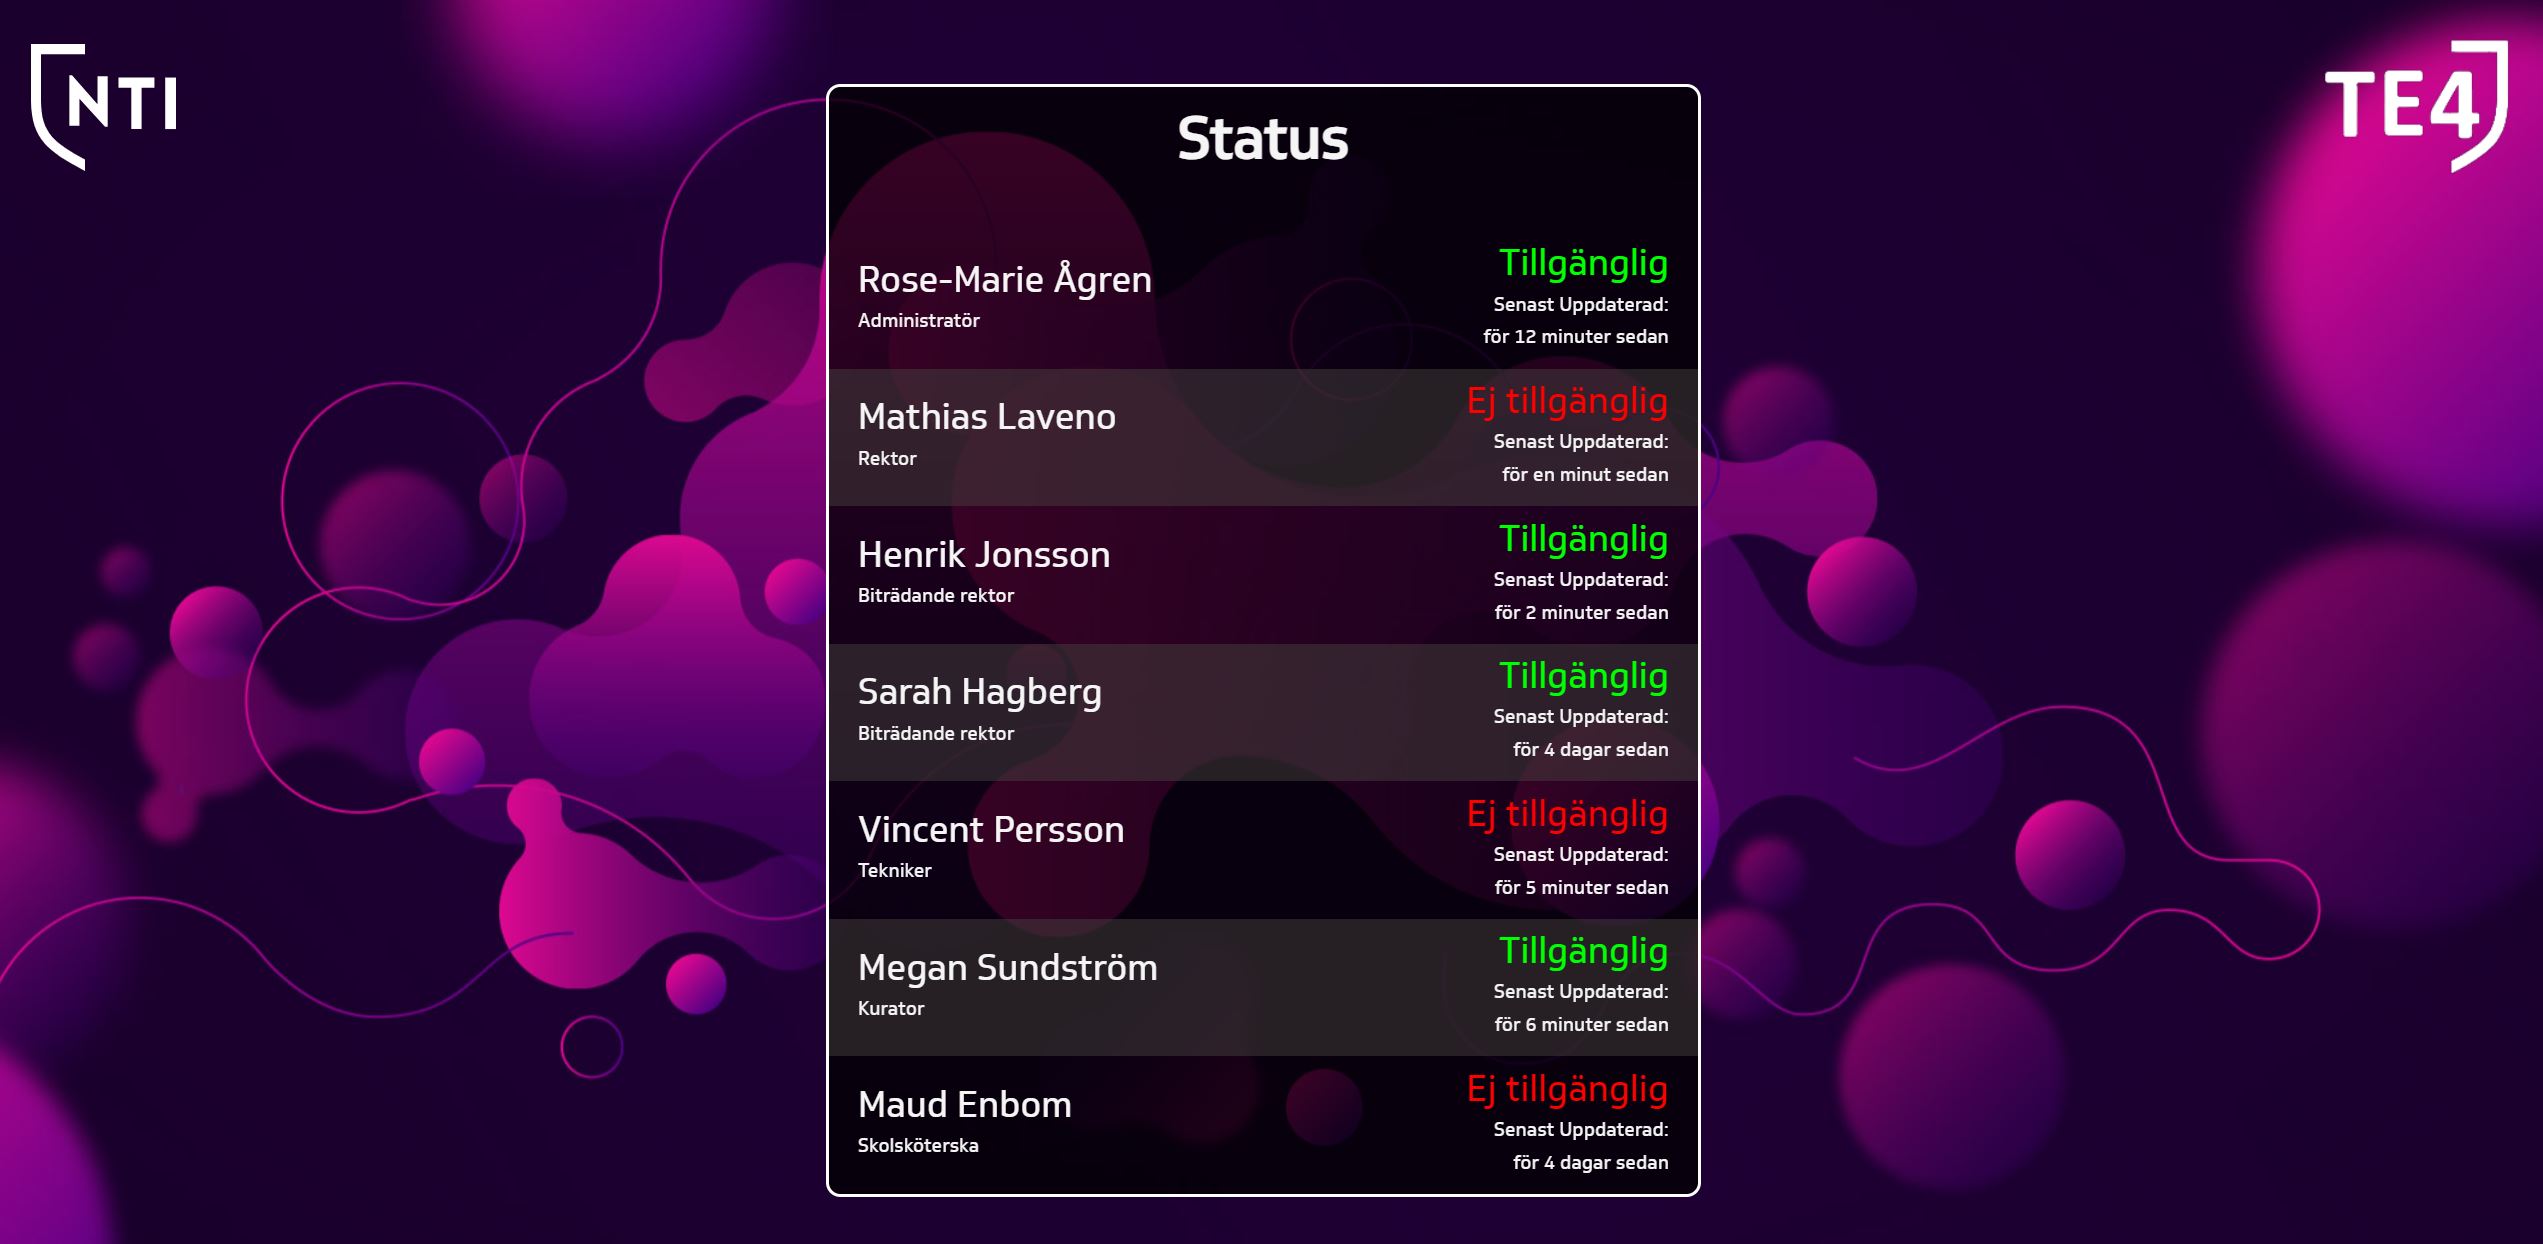 NTI
TE4
Status
Rose-Marie Ågren
Administratör
Tillgänglig
Senast Uppdaterad:
för 12 minuter sedan
Mathias Laveno
Rektor
Ej tillgänglig
Senast Uppdaterad:
för en minut sedan
Henrik Jonsson
Biträdande rektor
Tillgänglig
Senast Uppdaterad:
för 2 minuter sedan
Sarah Hagberg
Biträdande rektor
Tillgänglig
Senast Uppdaterad:
för 4 dagar sedan
Vincent Persson
Tekniker
Ej tillgänglig
Senast Uppdaterad:
för 5 minuter sedan
Megan Sundström
Kurator
Tillgänglig
Senast Uppdaterad:
för 6 minuter sedan
Maud Enbom
Skolsköterska
Ej tillgänglig
Senast Uppdaterad:
för 4 dagar sedan